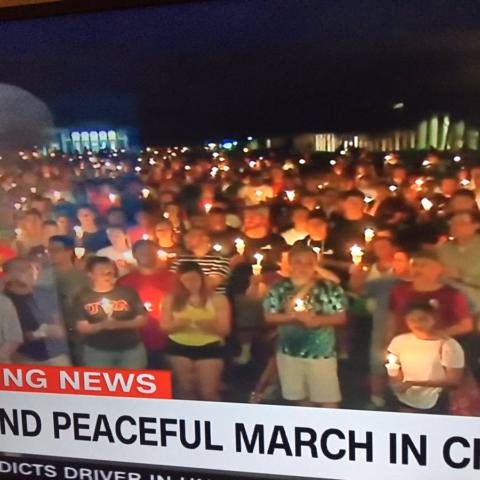 NG NEWS
ND PEACEFUL MARCH IN C
DICTS DRIVER IN